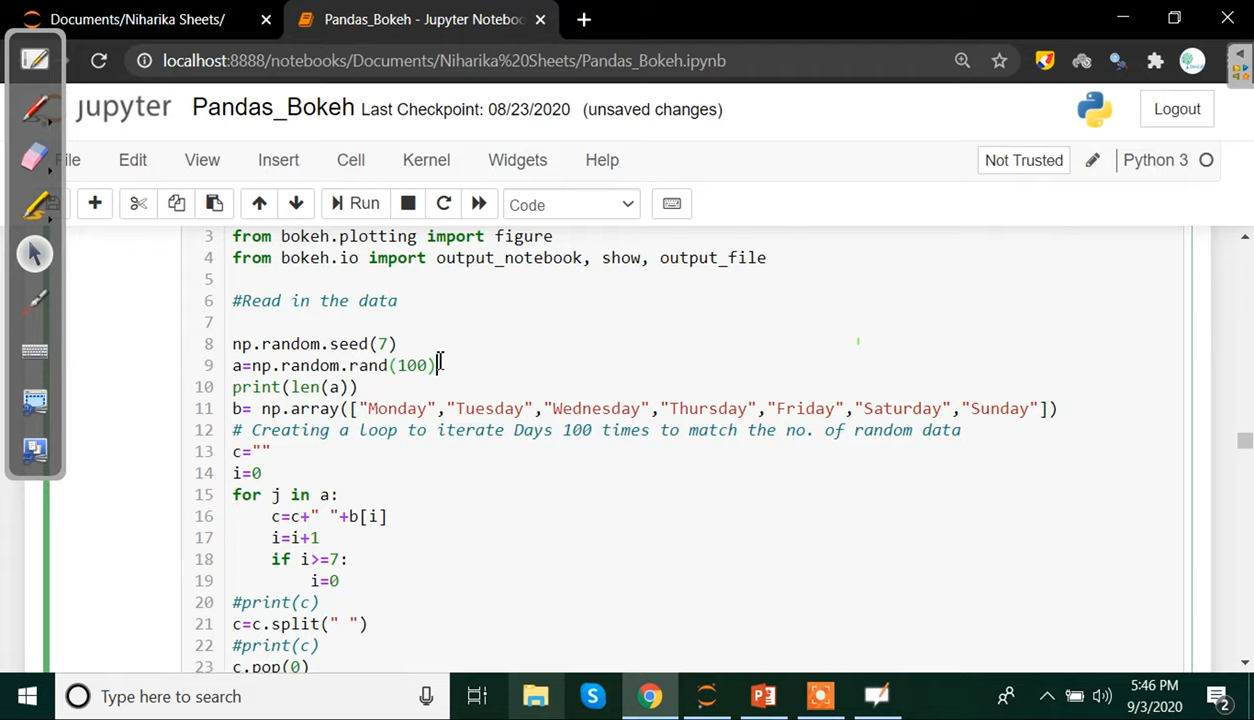 Documents/Niharika Sheets/
Pandas_Bokeh - Jupyter Noteboo
localhost:8888/notebooks/Documents/Niharika%20Sheets/Pandas_Bokeh.ipynb
jupyter Pandas_Bokeh Last Checkpoint: 08/23/2020 (unsaved changes)
Logout
File Edit View Insert Cell Kernel Widgets Help
Not Trusted
Python 3
Run
Code
3 from bokeh.plotting import figure
4 from bokeh.io import output_notebook, show, output_file
5
6 #Read in the data
7
8 np.random.seed(7)
9 a=np.random.rand(100)
10 print(len(a))
11 b= np.array(["Monday","Tuesday","Wednesday","Thursday","Friday","Saturday","Sunday"])
12 # Creating a loop to iterate Days 100 times to match the no. of random data
13 c=""
14 i=0
15 for j in a:
16 c=c+" "+b[i]
17 i=i+1
18 if i>=7:
19 i=0
20 #print(c)
21 c=c.split(" ")
22 #print(c)
23 c.pop(0)
Type here to search
5:46 PM
9/3/2020
2